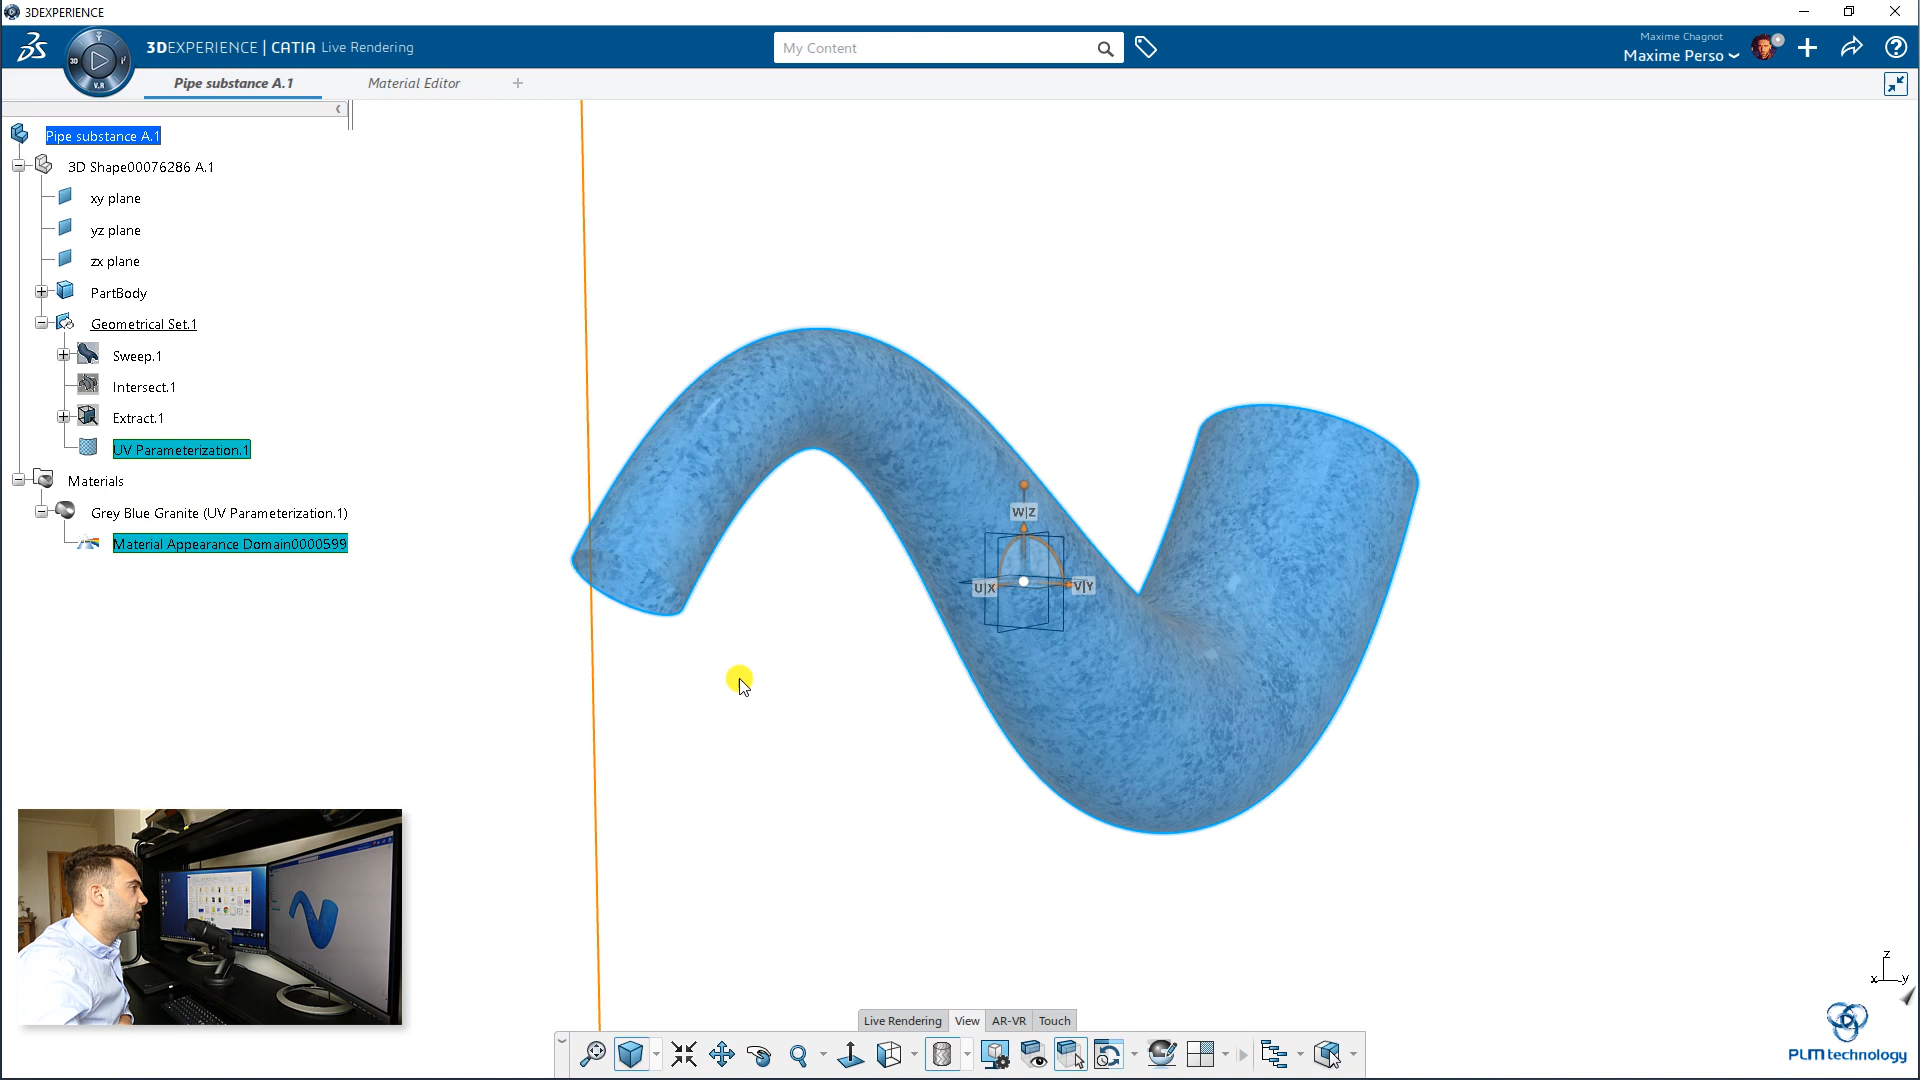 3DEXPERIENCE
3DEXPERIENCE | CATIA Live Rendering
3D
V.R
My Content
Maxime Chagnot
Maxime Perso
Pipe substance A.1
Material Editor
Pipe substance A.1
3D Shape00076286 A.1
xy plane
yz plane
zx plane
PartBody
Geometrical Set.1
Sweep.1
Intersect.1
Extract.1
UV Parameterization.1
Materials
Grey Blue Granite (UV Parameterization.1)
Material Appearance Domain0000599
W|Z
U|X
V|Y
z
x
y
Live Rendering
View
AR-VR
Touch
PLM technology